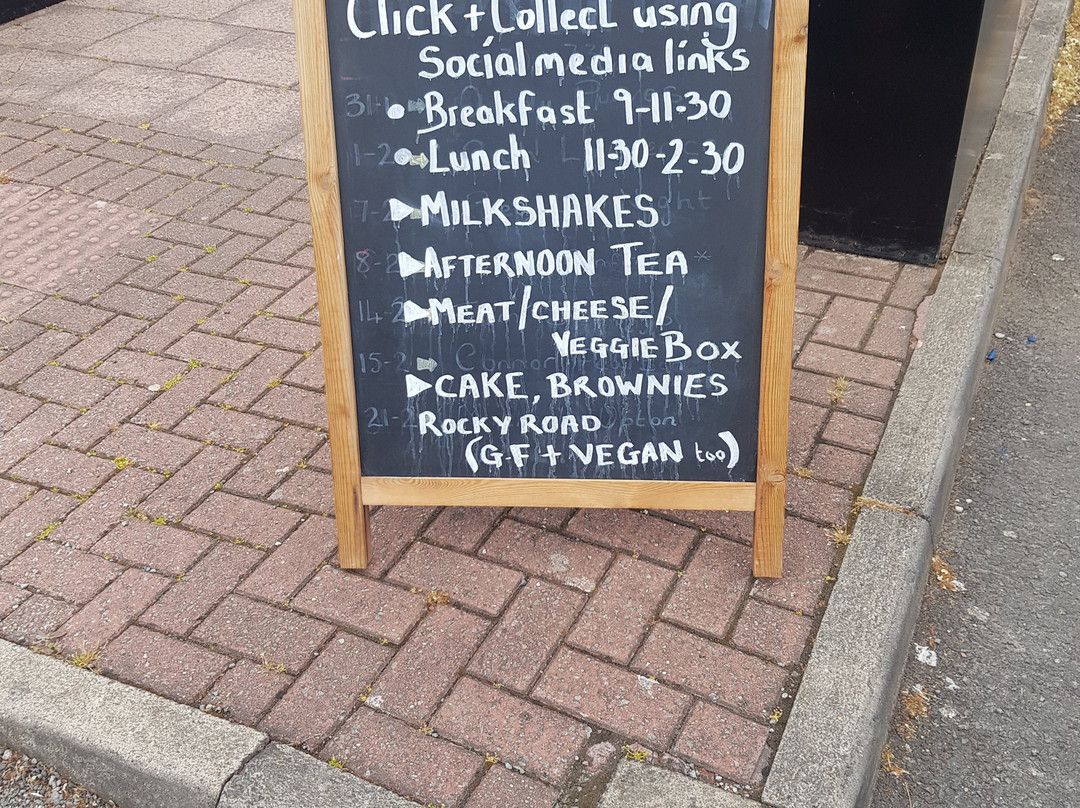 Click + Collect using
Social media links
• Breakfast 9-11-30
• Lunch 11-30-2-30
MILKSHAKES
AFTERNOON TEA
MEAT/CHEESE/
VEGGIE BOX
CAKE, BROWNIES
ROCKY ROAD
(G-F + VEGAN too)